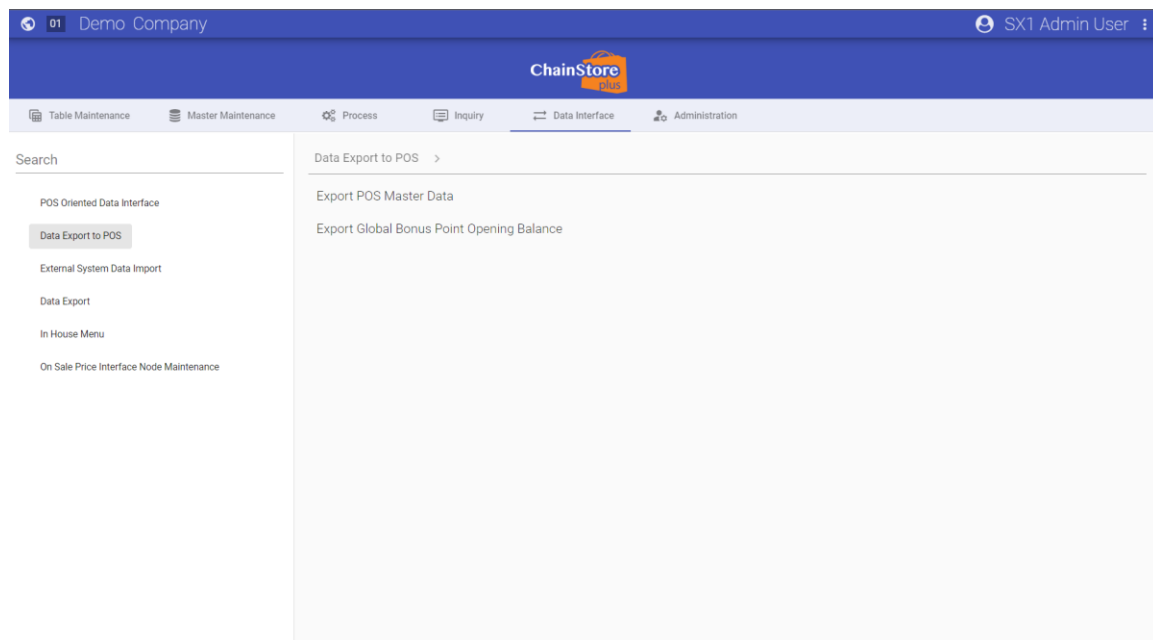 01 Demo Company
SX1 Admin User
ChainStore
plus
Table Maintenance
Master Maintenance
Process
Inquiry
Data Interface
Administration
Search
POS Oriented Data Interface
Data Export to POS
External System Data Import
Data Export
In House Menu
On Sale Price Interface Node Maintenance
Data Export to POS >
Export POS Master Data
Export Global Bonus Point Opening Balance